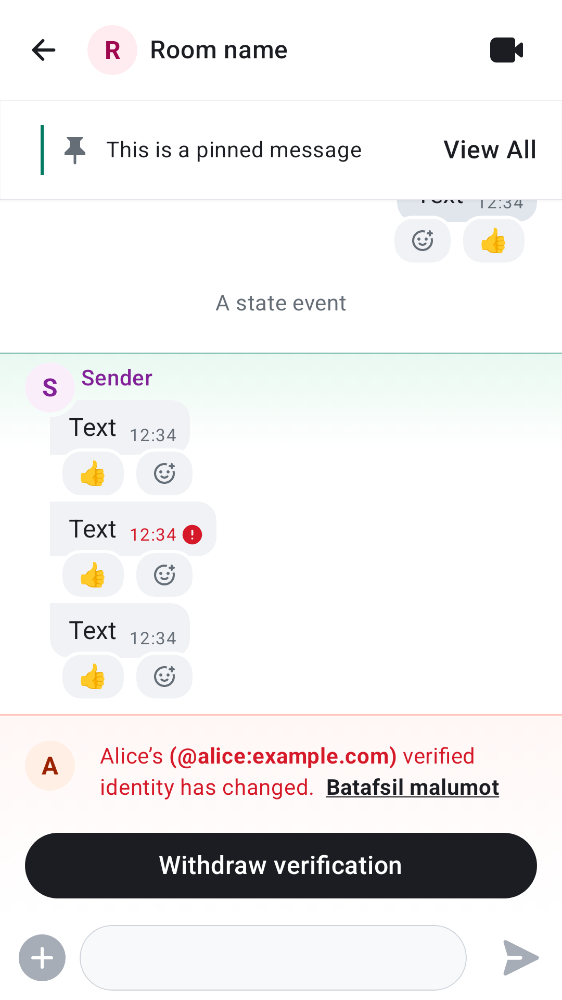 R Room name
This is a pinned message View All
Text 12:34
A state event
S Sender
Text 12:34
Text 12:34
Text 12:34
A Alice’s (@alice:example.com) verified
identity has changed. Batafsil malumot
Withdraw verification